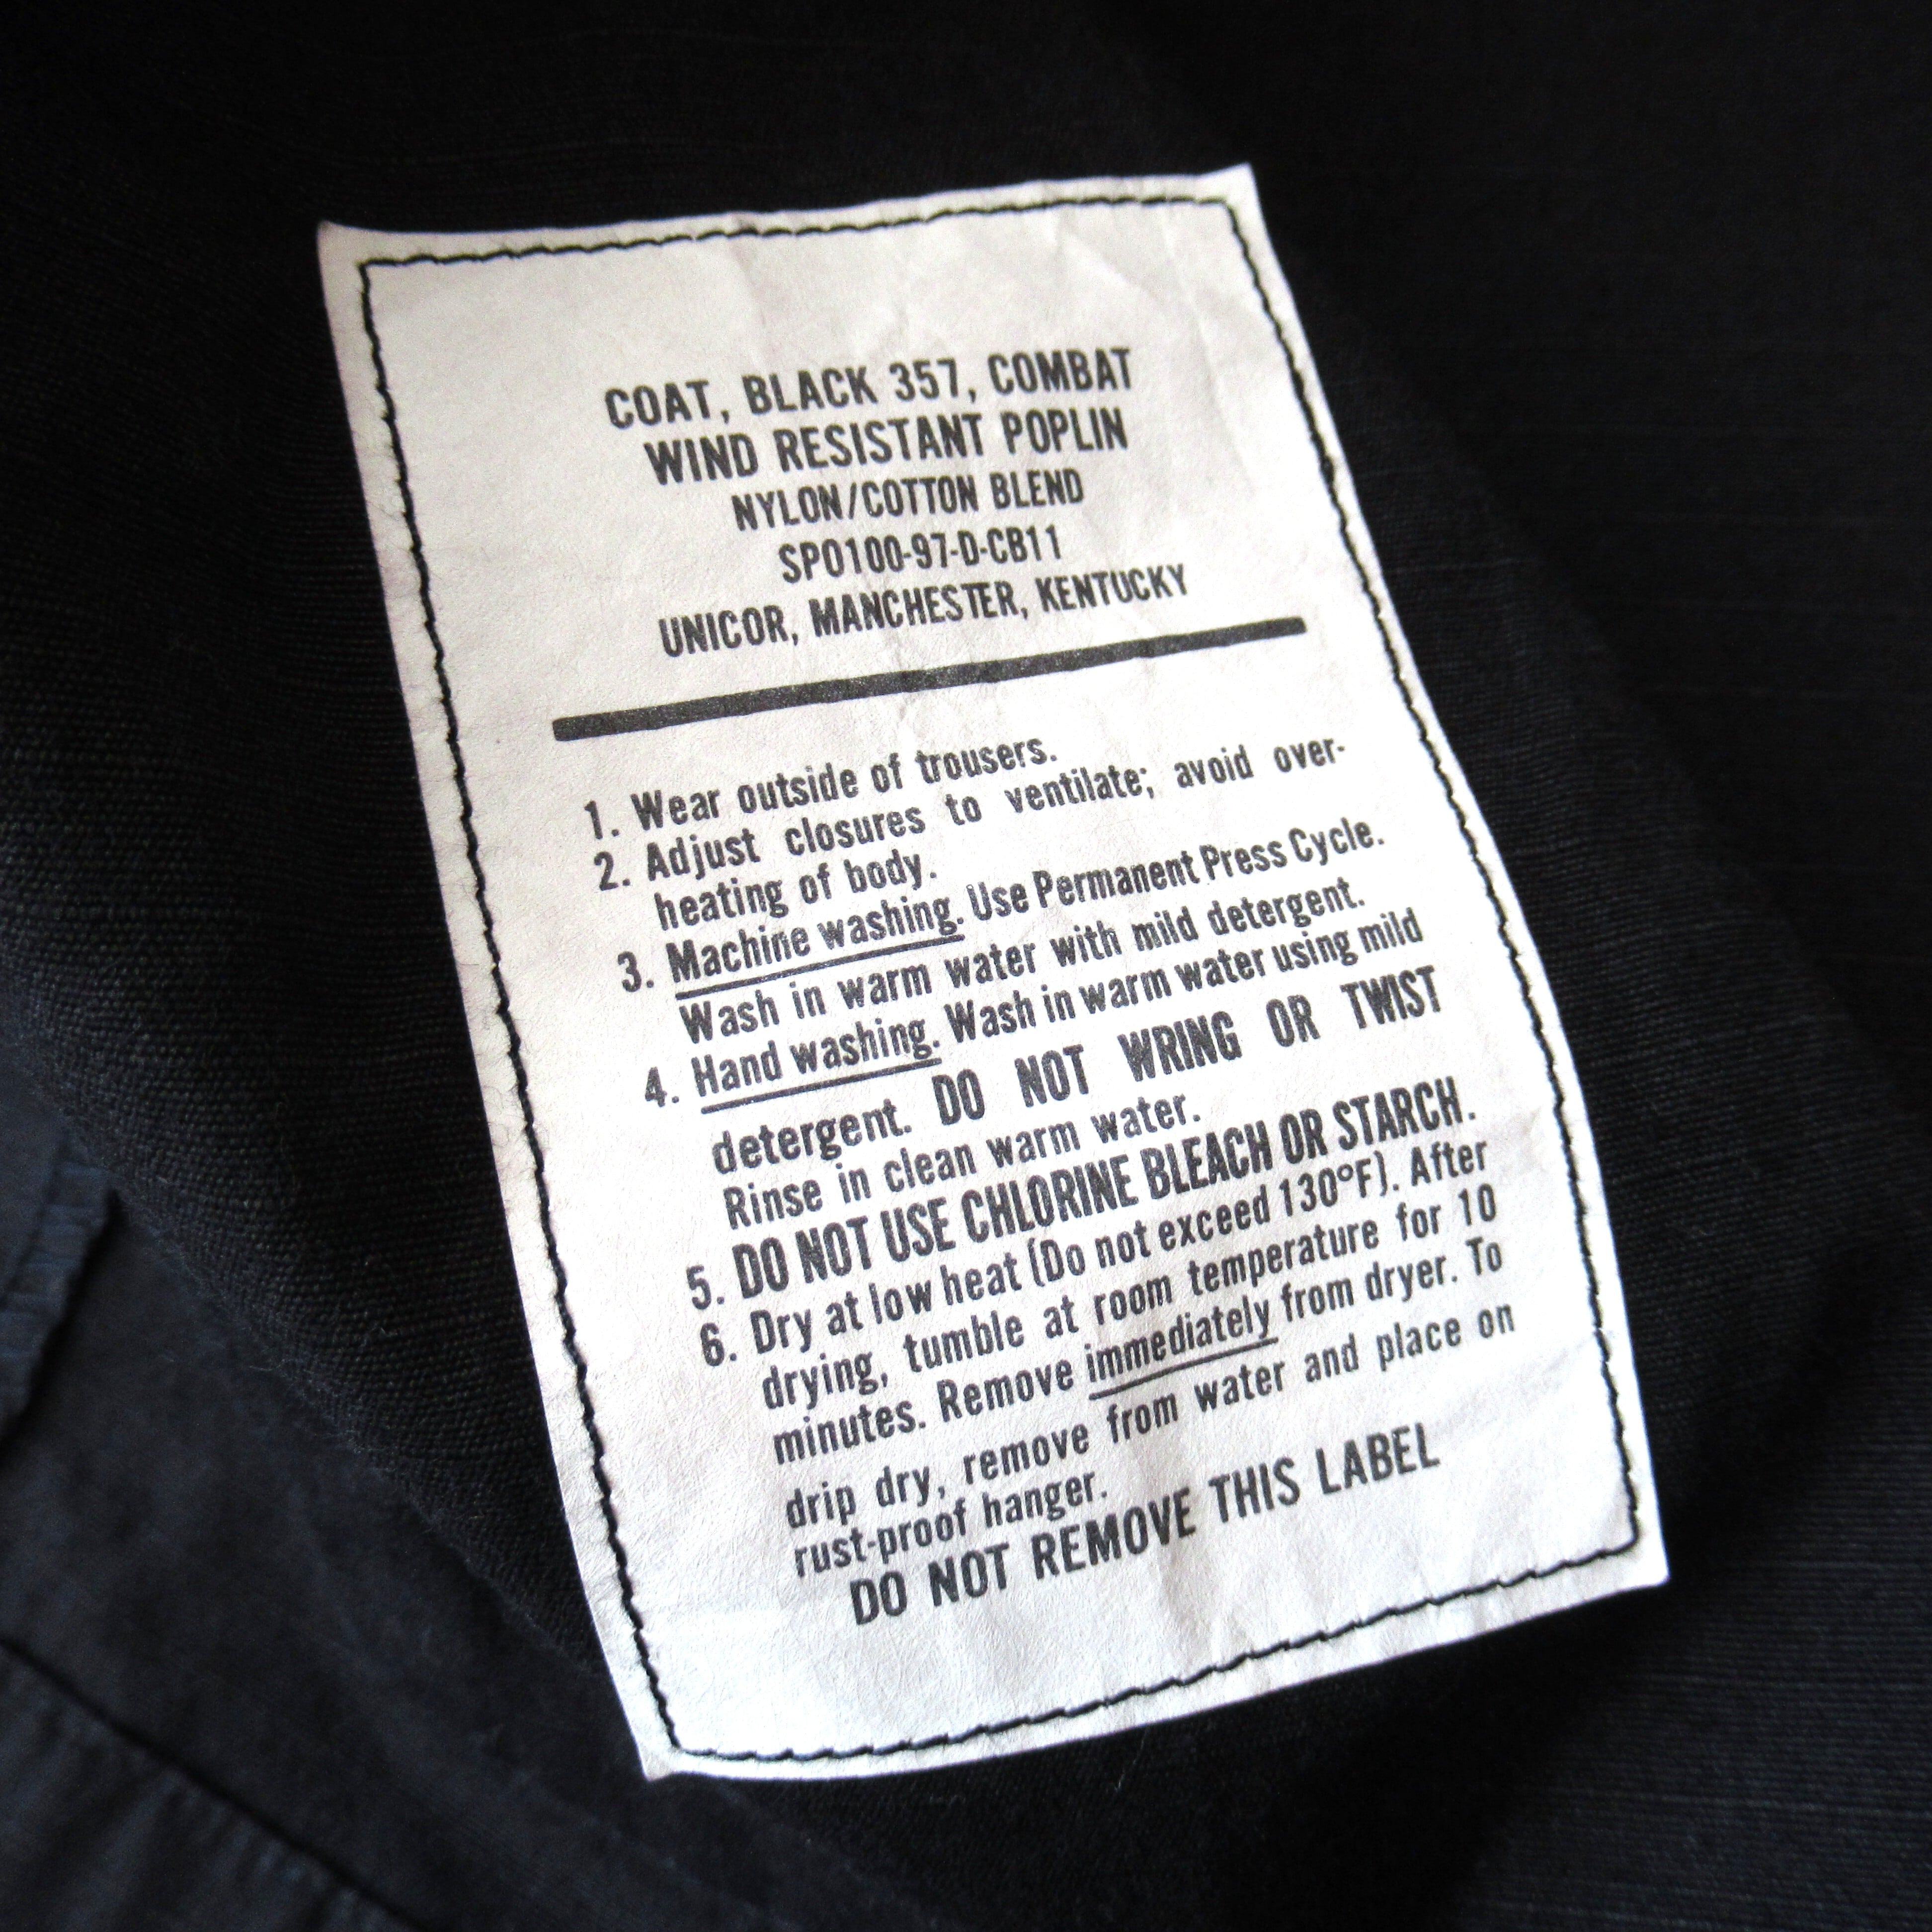 COAT, BLACK 357, COMBAT
WIND RESISTANT POPLIN
NYLON/COTTON BLEND
SPO100-97-D-CB11
UNICOR, MANCHESTER, KENTUCKY
1. Wear outside of trousers.
2. Adjust closures to ventilate; avoid over-
heating of body.
3. Machine washing. Use Permanent Press Cycle.
Wash in warm water with mild detergent.
4. Hand washing. Wash in warm water using mild
detergent. DO NOT WRING OR TWIST
Rinse in clean warm water.
5. DO NOT USE CHLORINE BLEACH OR STARCH.
6. Dry at low heat (Do not exceed 130°F). After
drying, tumble at room temperature for 10
minutes. Remove immediately from dryer. To
drip dry, remove from water and place on
rust-proof hanger.
DO NOT REMOVE THIS LABEL